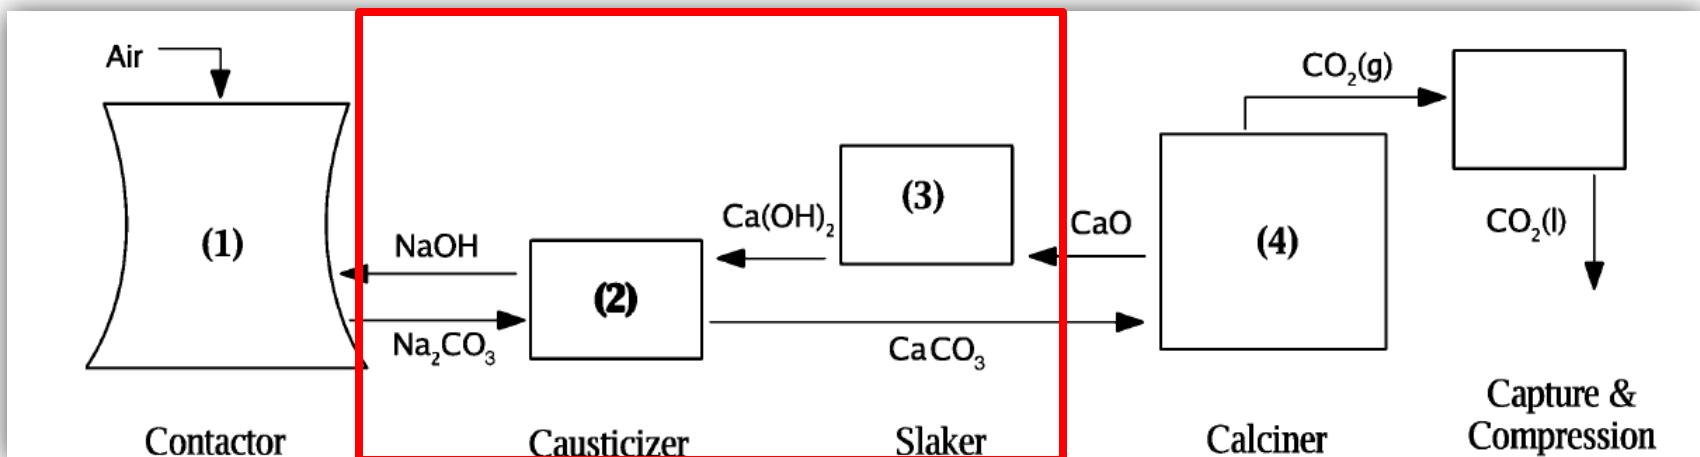 Air
(1)
NaOH
Na₂CO₃
(2)
Ca(OH)₂
(3)
CaCO₃
CaO
(4)
CO₂(g)
CO₂(l)
Contactor
Causticizer
Slaker
Calciner
Capture &
Compression